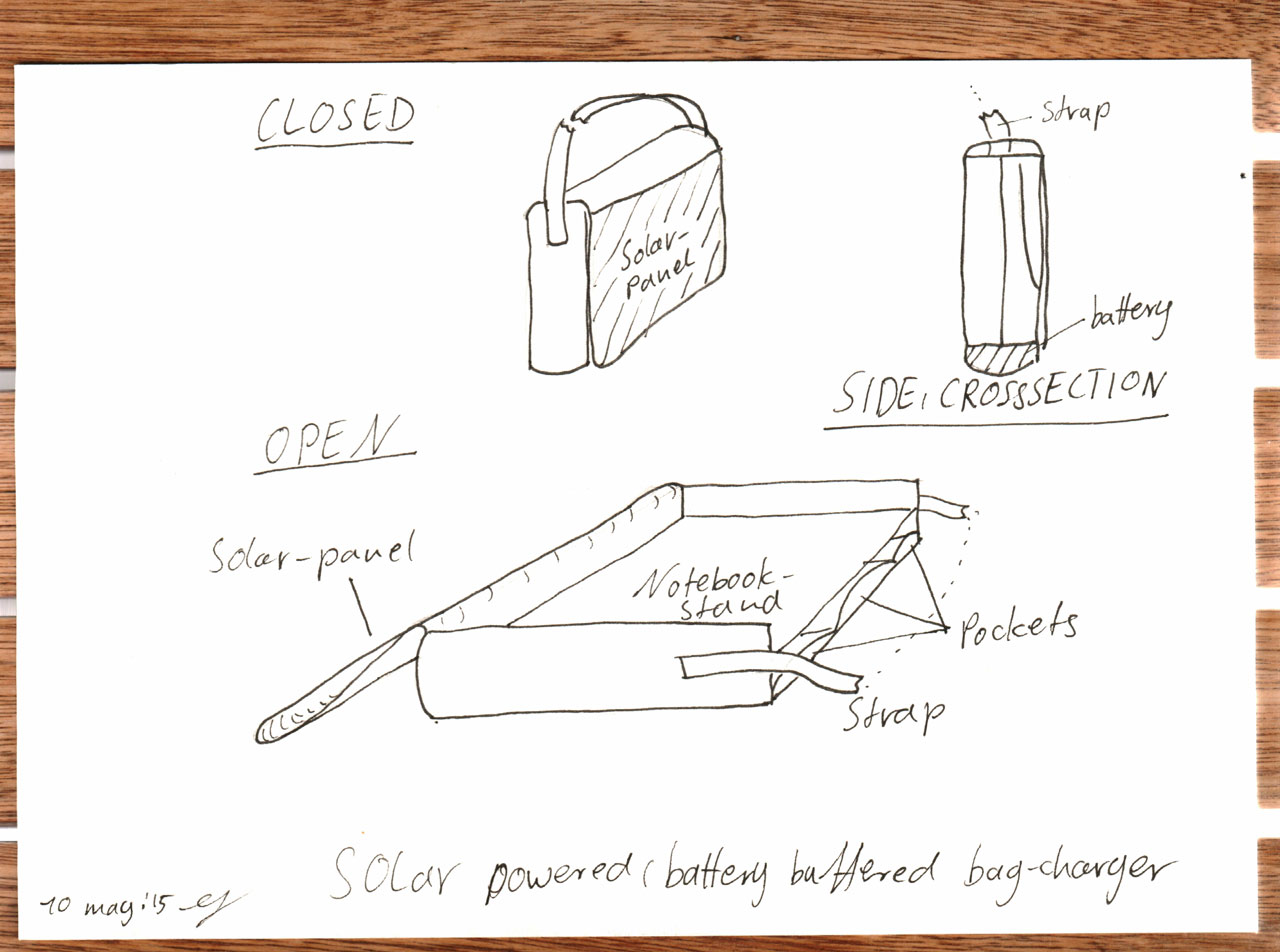 CLOSED
Strap
Solar-
panel
battery
SIDE, CROSSSECTION
OPEN
Solar-panel
Notebook-
stand
Pockets
Strap
Solar powered, battery buffered bag-charger
10 mag '15